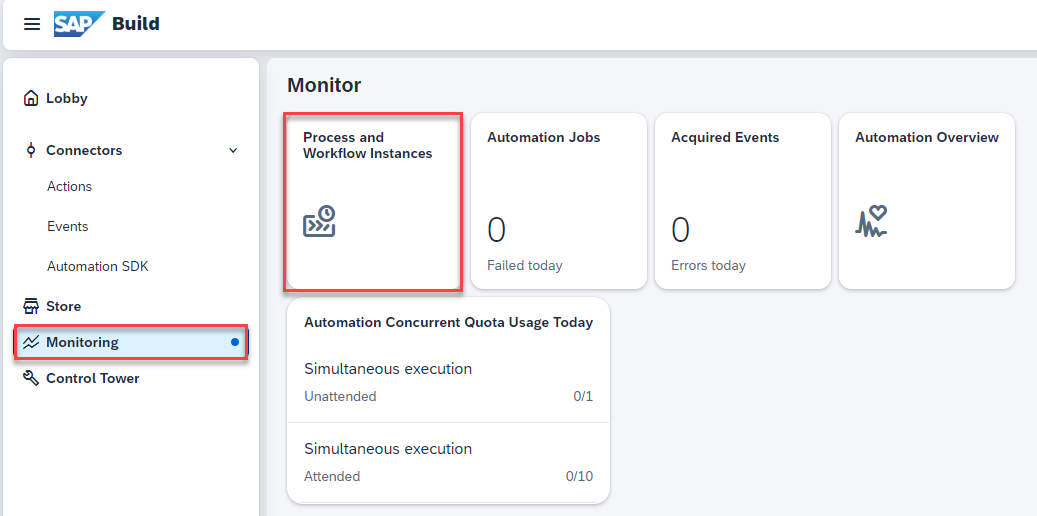 SAP Build
Lobby
Connectors
Actions
Events
Automation SDK
Store
Monitoring
Control Tower
Monitor
Process and
Workflow Instances
Automation Jobs
0
Failed today
Acquired Events
0
Errors today
Automation Overview
Automation Concurrent Quota Usage Today
Simultaneous execution
Unattended 0/1
Simultaneous execution
Attended 0/10